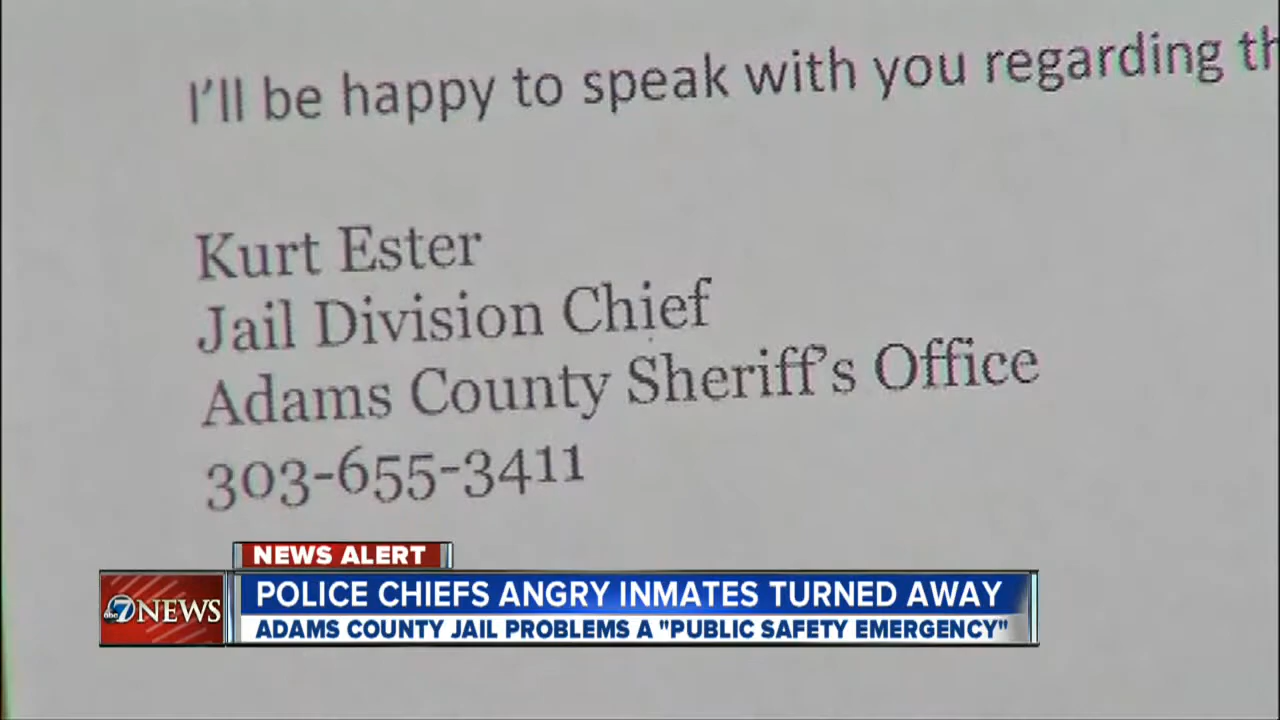 I'll be happy to speak with you regarding
Kurt Ester
Jail Division Chief
Adams County Sheriff's Office
303-655-3411
NEWS ALERT
abc 7NEWS
POLICE CHIEFS ANGRY INMATES TURNED AWAY
ADAMS COUNTY JAIL PROBLEMS A "PUBLIC SAFETY EMERGENCY"